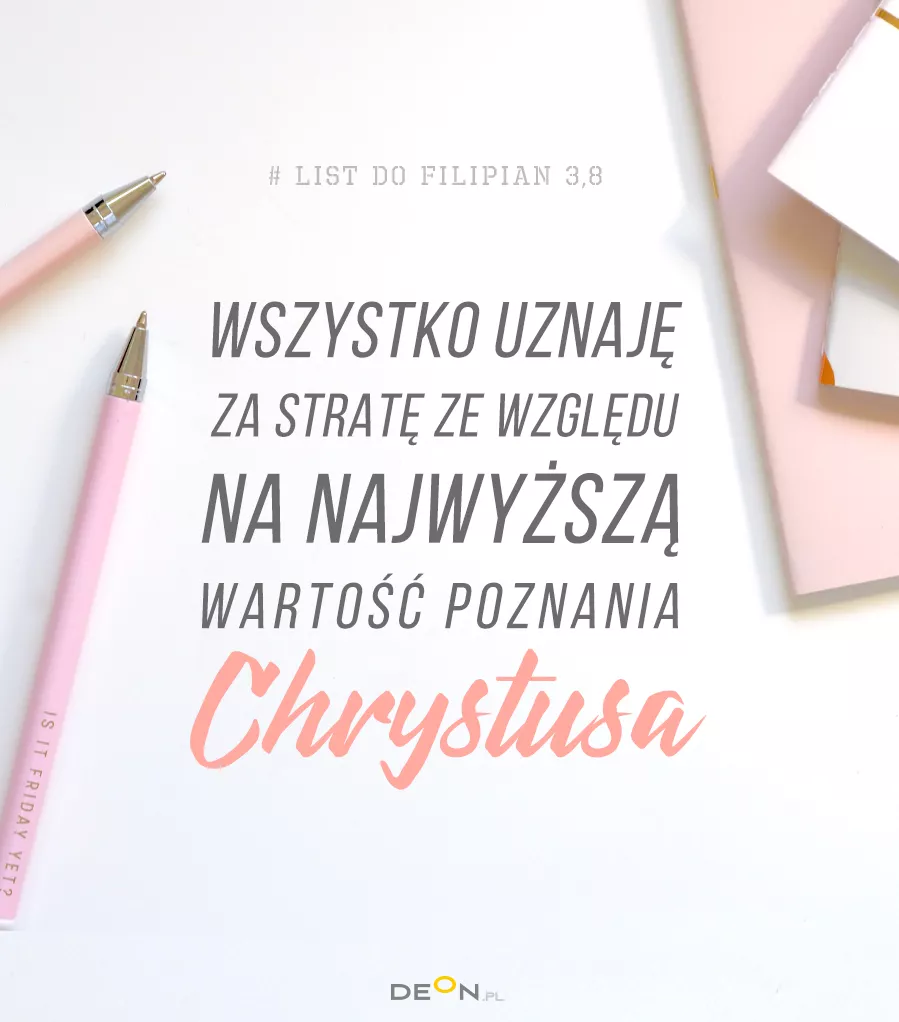 # LIST DO FILIPIAN 3,8
WSZYSTKO UZNAJĘ
ZA STRATĘ ZE WZGLĘDU
NA NAJWYŻSZĄ
WARTOŚĆ POZNANIA
Chrystusa
IS IT FRIDAY YET?
DEON.PL